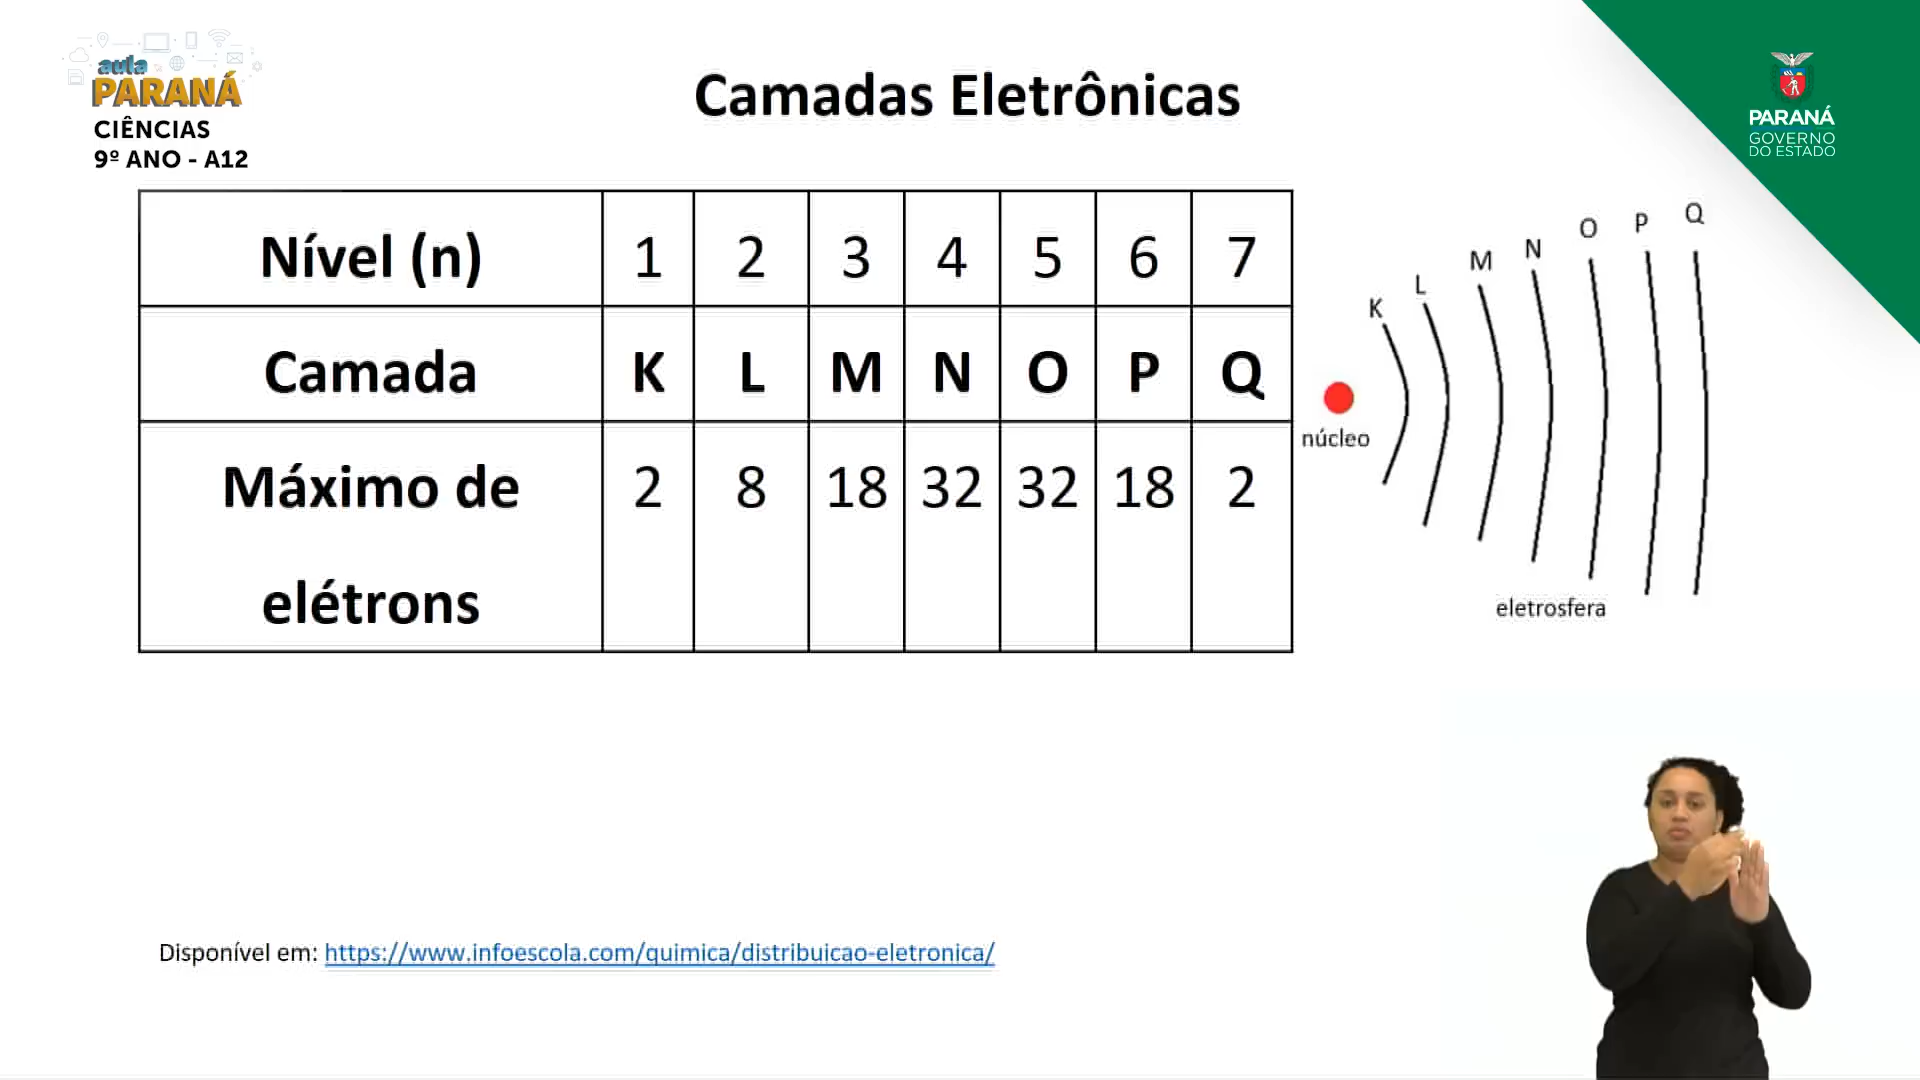 aula
PARANÁ
CIÊNCIAS
9º ANO - A12
Camadas Eletrônicas
PARANÁ
GOVERNO
DO ESTADO
Nível (n) 1 2 3 4 5 6 7
Camada K L M N O P Q
Máximo de 2 8 18 32 32 18 2
elétrons
K L M N O P Q
núcleo
eletrosfera
Disponível em: https://www.infoescola.com/quimica/distribuicao-eletronica/